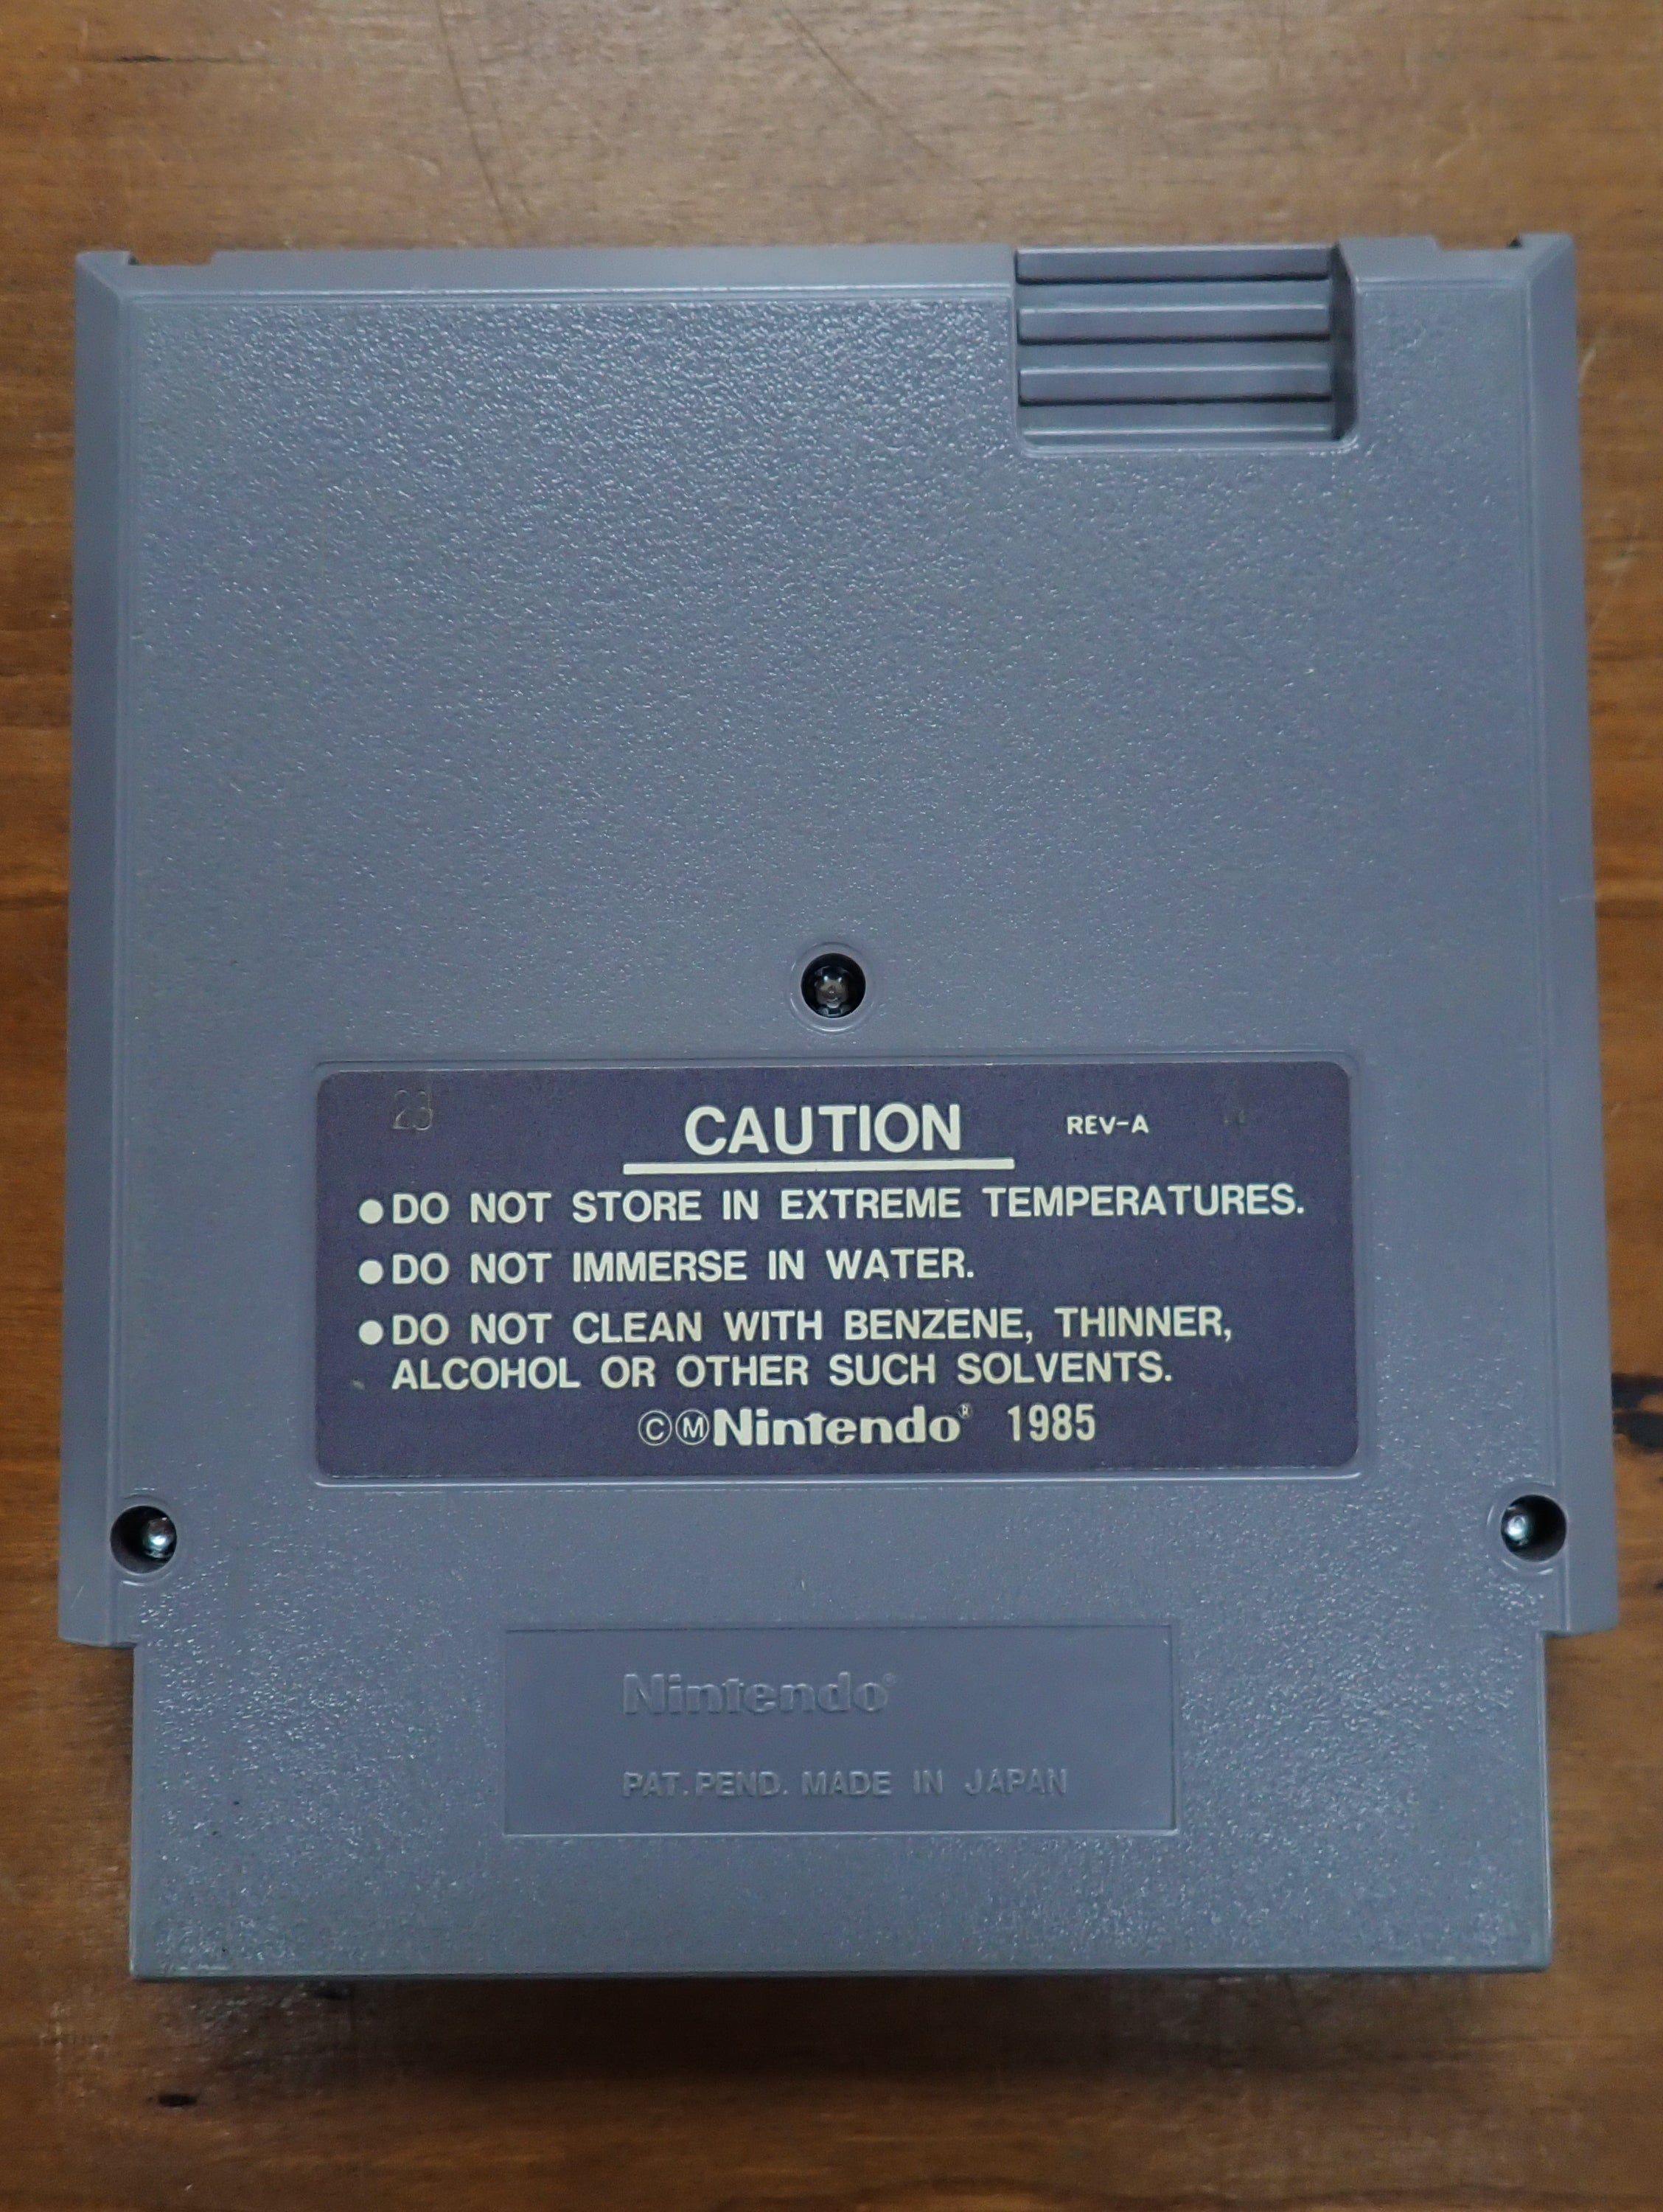 23
CAUTION REV-A
●DO NOT STORE IN EXTREME TEMPERATURES.
●DO NOT IMMERSE IN WATER.
●DO NOT CLEAN WITH BENZENE, THINNER,
ALCOHOL OR OTHER SUCH SOLVENTS.
ⒸⓂNintendo® 1985
Nintendo®
PAT. PEND. MADE IN JAPAN